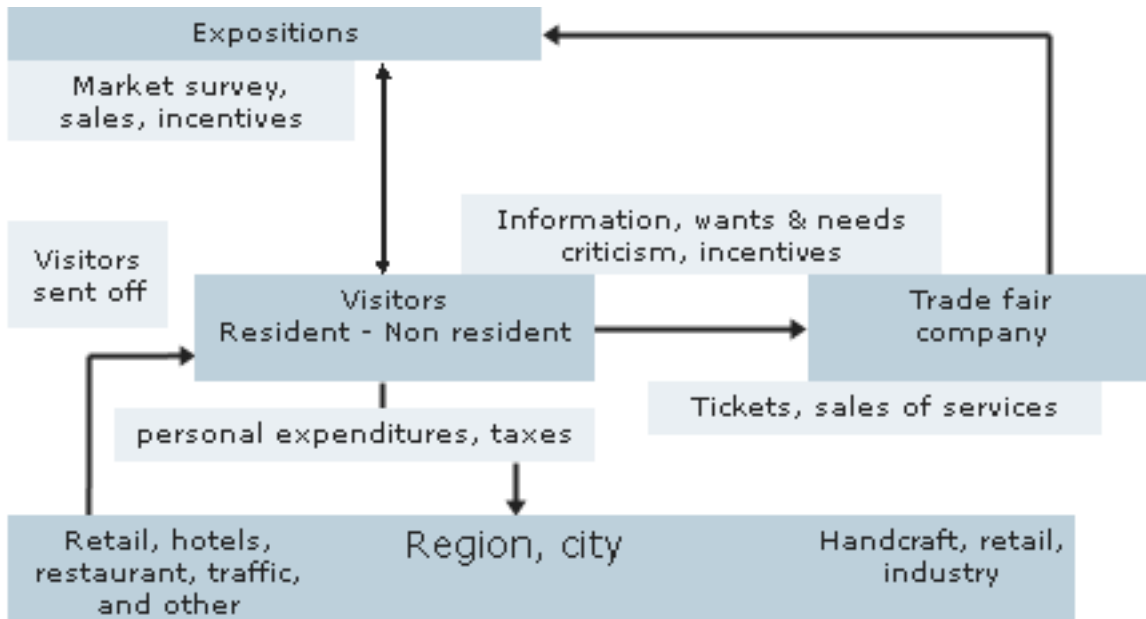 Expositions
Market survey,
sales, incentives
Information, wants & needs
criticism, incentives
Visitors
sent off
Visitors
Resident - Non resident
Trade fair
company
Tickets, sales of services
personal expenditures, taxes
Retail, hotels,
restaurant, traffic,
and other
Region, city
Handcraft, retail,
industry